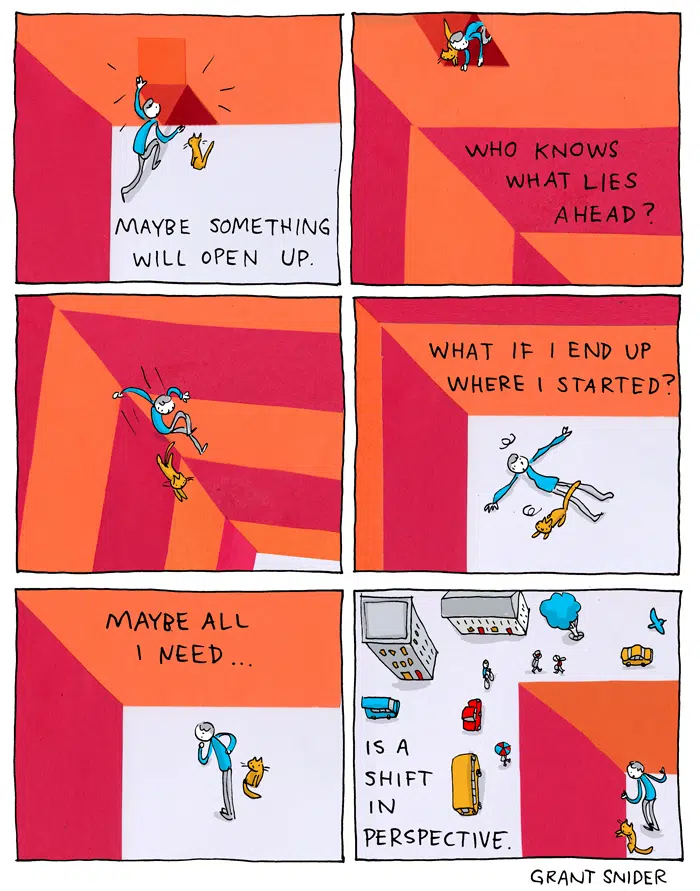 MAYBE SOMETHING
WILL OPEN UP.
WHO KNOWS
WHAT LIES
AHEAD?
WHAT IF I END UP
WHERE I STARTED?
MAYBE ALL
I NEED...
IS A
SHIFT
IN
PERSPECTIVE.
GRANT SNIDER